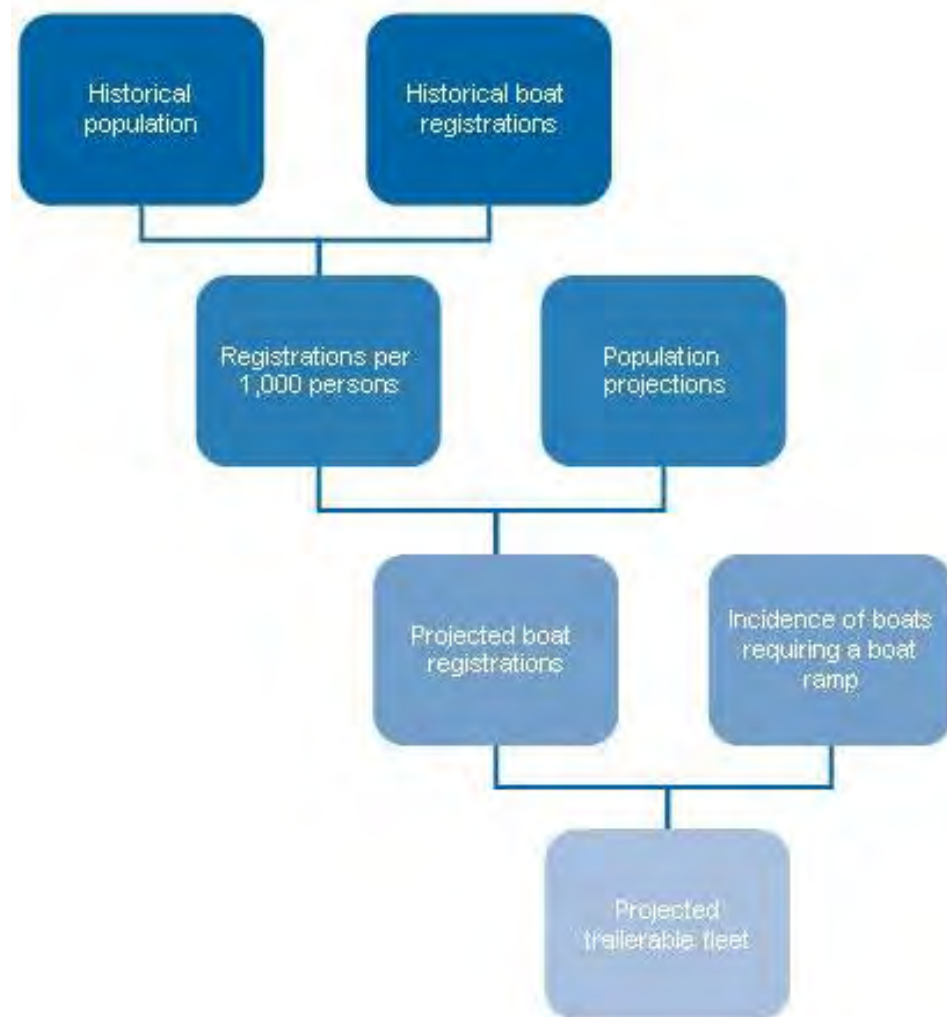 Historical
population
Historical boat
registrations
Registrations per
1,000 persons
Population
projections
Projected boat
registrations
Incidence of boats
requiring a boat
ramp
Projected
trailerable fleet